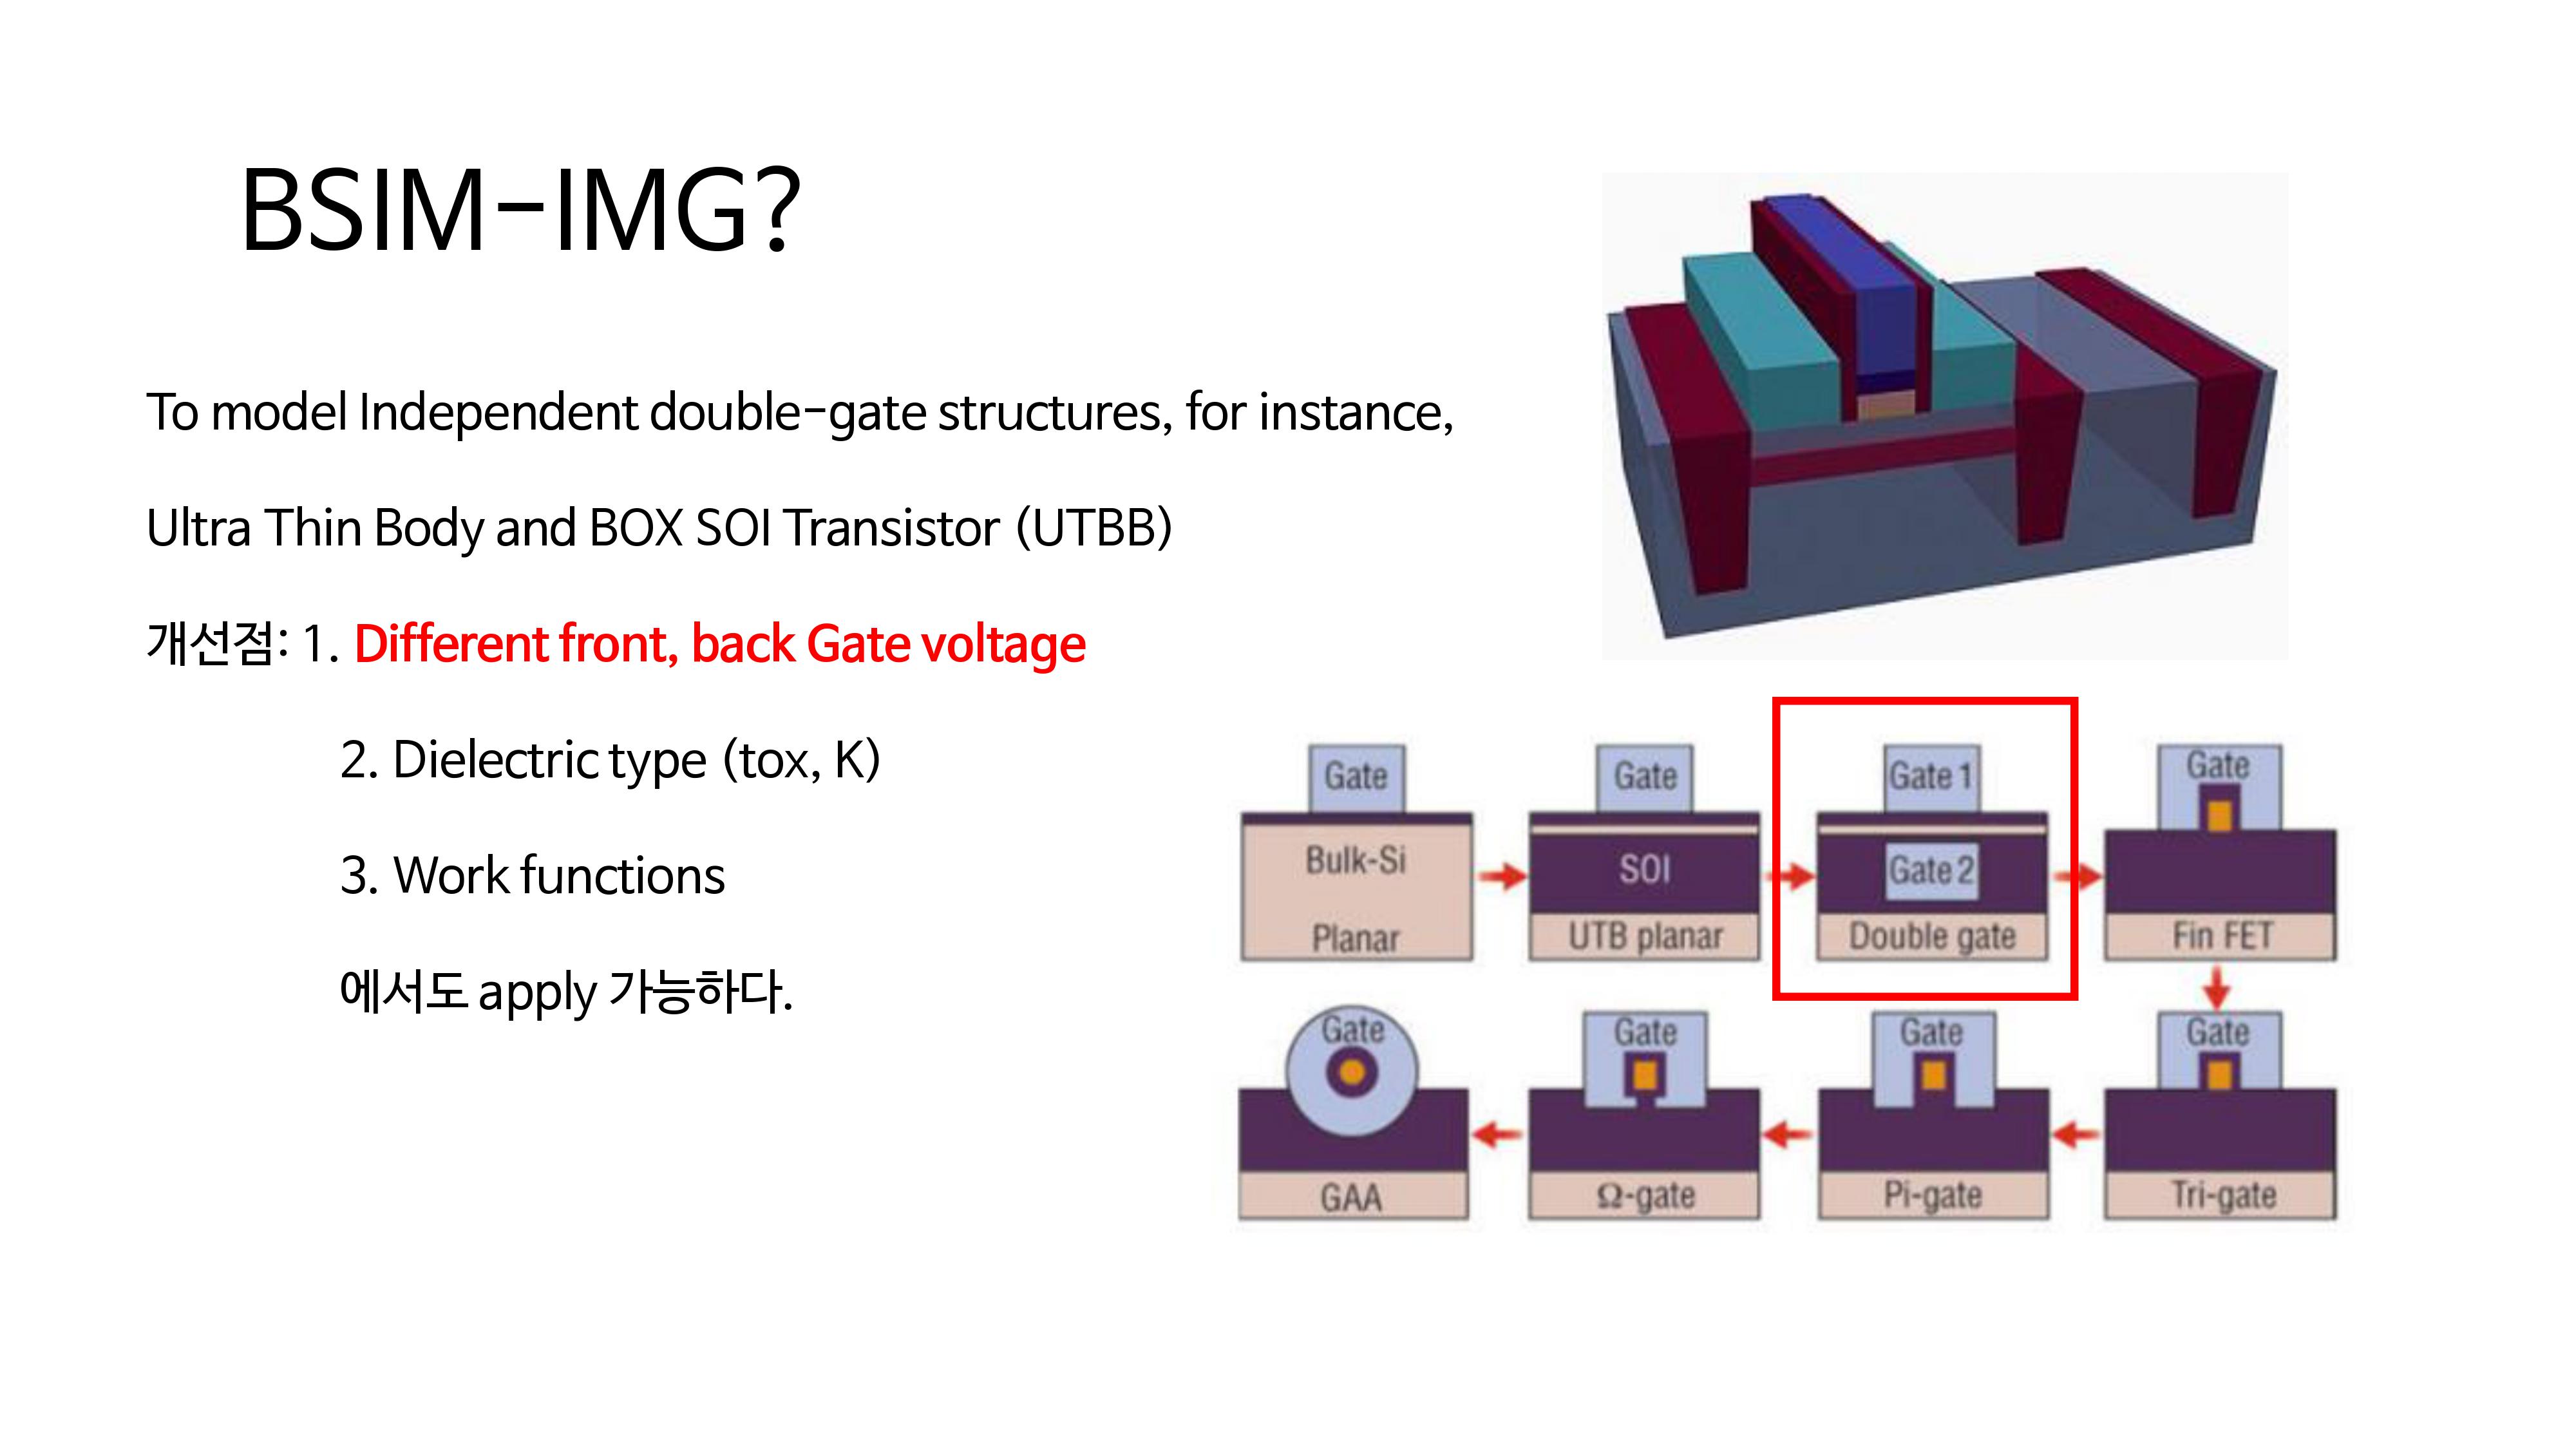 BSIM-IMG?
To model Independent double-gate structures, for instance,
Ultra Thin Body and BOX SOI Transistor (UTBB)
개선점: 1. Different front, back Gate voltage
2. Dielectric type (tox, K)
3. Work functions
에서도 apply 가능하다.
Gate
Bulk-Si
Planar
Gate
SOI
UTB planar
Gate 1
Gate 2
Double gate
Gate
Fin FET
Gate
GAA
Gate
Ω-gate
Gate
Pi-gate
Gate
Tri-gate